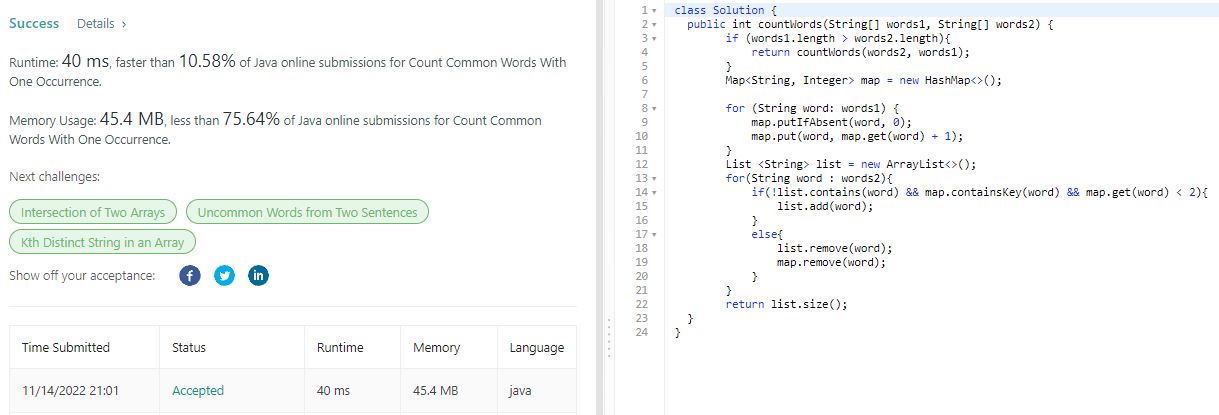 Success Details ›
Runtime: 40 ms, faster than 10.58% of Java online submissions for Count Common Words With
One Occurrence.
Memory Usage: 45.4 MB, less than 75.64% of Java online submissions for Count Common
Words With One Occurrence.
Next challenges:
Intersection of Two Arrays Uncommon Words from Two Sentences
Kth Distinct String in an Array
Show off your acceptance: f in
Time Submitted Status Runtime Memory Language
11/14/2022 21:01 Accepted 40 ms 45.4 MB java
1 class Solution {
2 public int countWords(String[] words1, String[] words2) {
3 if (words1.length > words2.length){
4 return countWords(words2, words1);
5 }
6 Map<String, Integer> map = new HashMap<>();
7
8 for (String word: words1) {
9 map.putIfAbsent(word, 0);
10 map.put(word, map.get(word) + 1);
11 }
12 List <String> list = new ArrayList<>();
13 for(String word : words2){
14 if(!list.contains(word) && map.containsKey(word) && map.get(word) < 2){
15 list.add(word);
16 }
17 else{
18 list.remove(word);
19 map.remove(word);
20 }
21 }
22 return list.size();
23 }
24 }